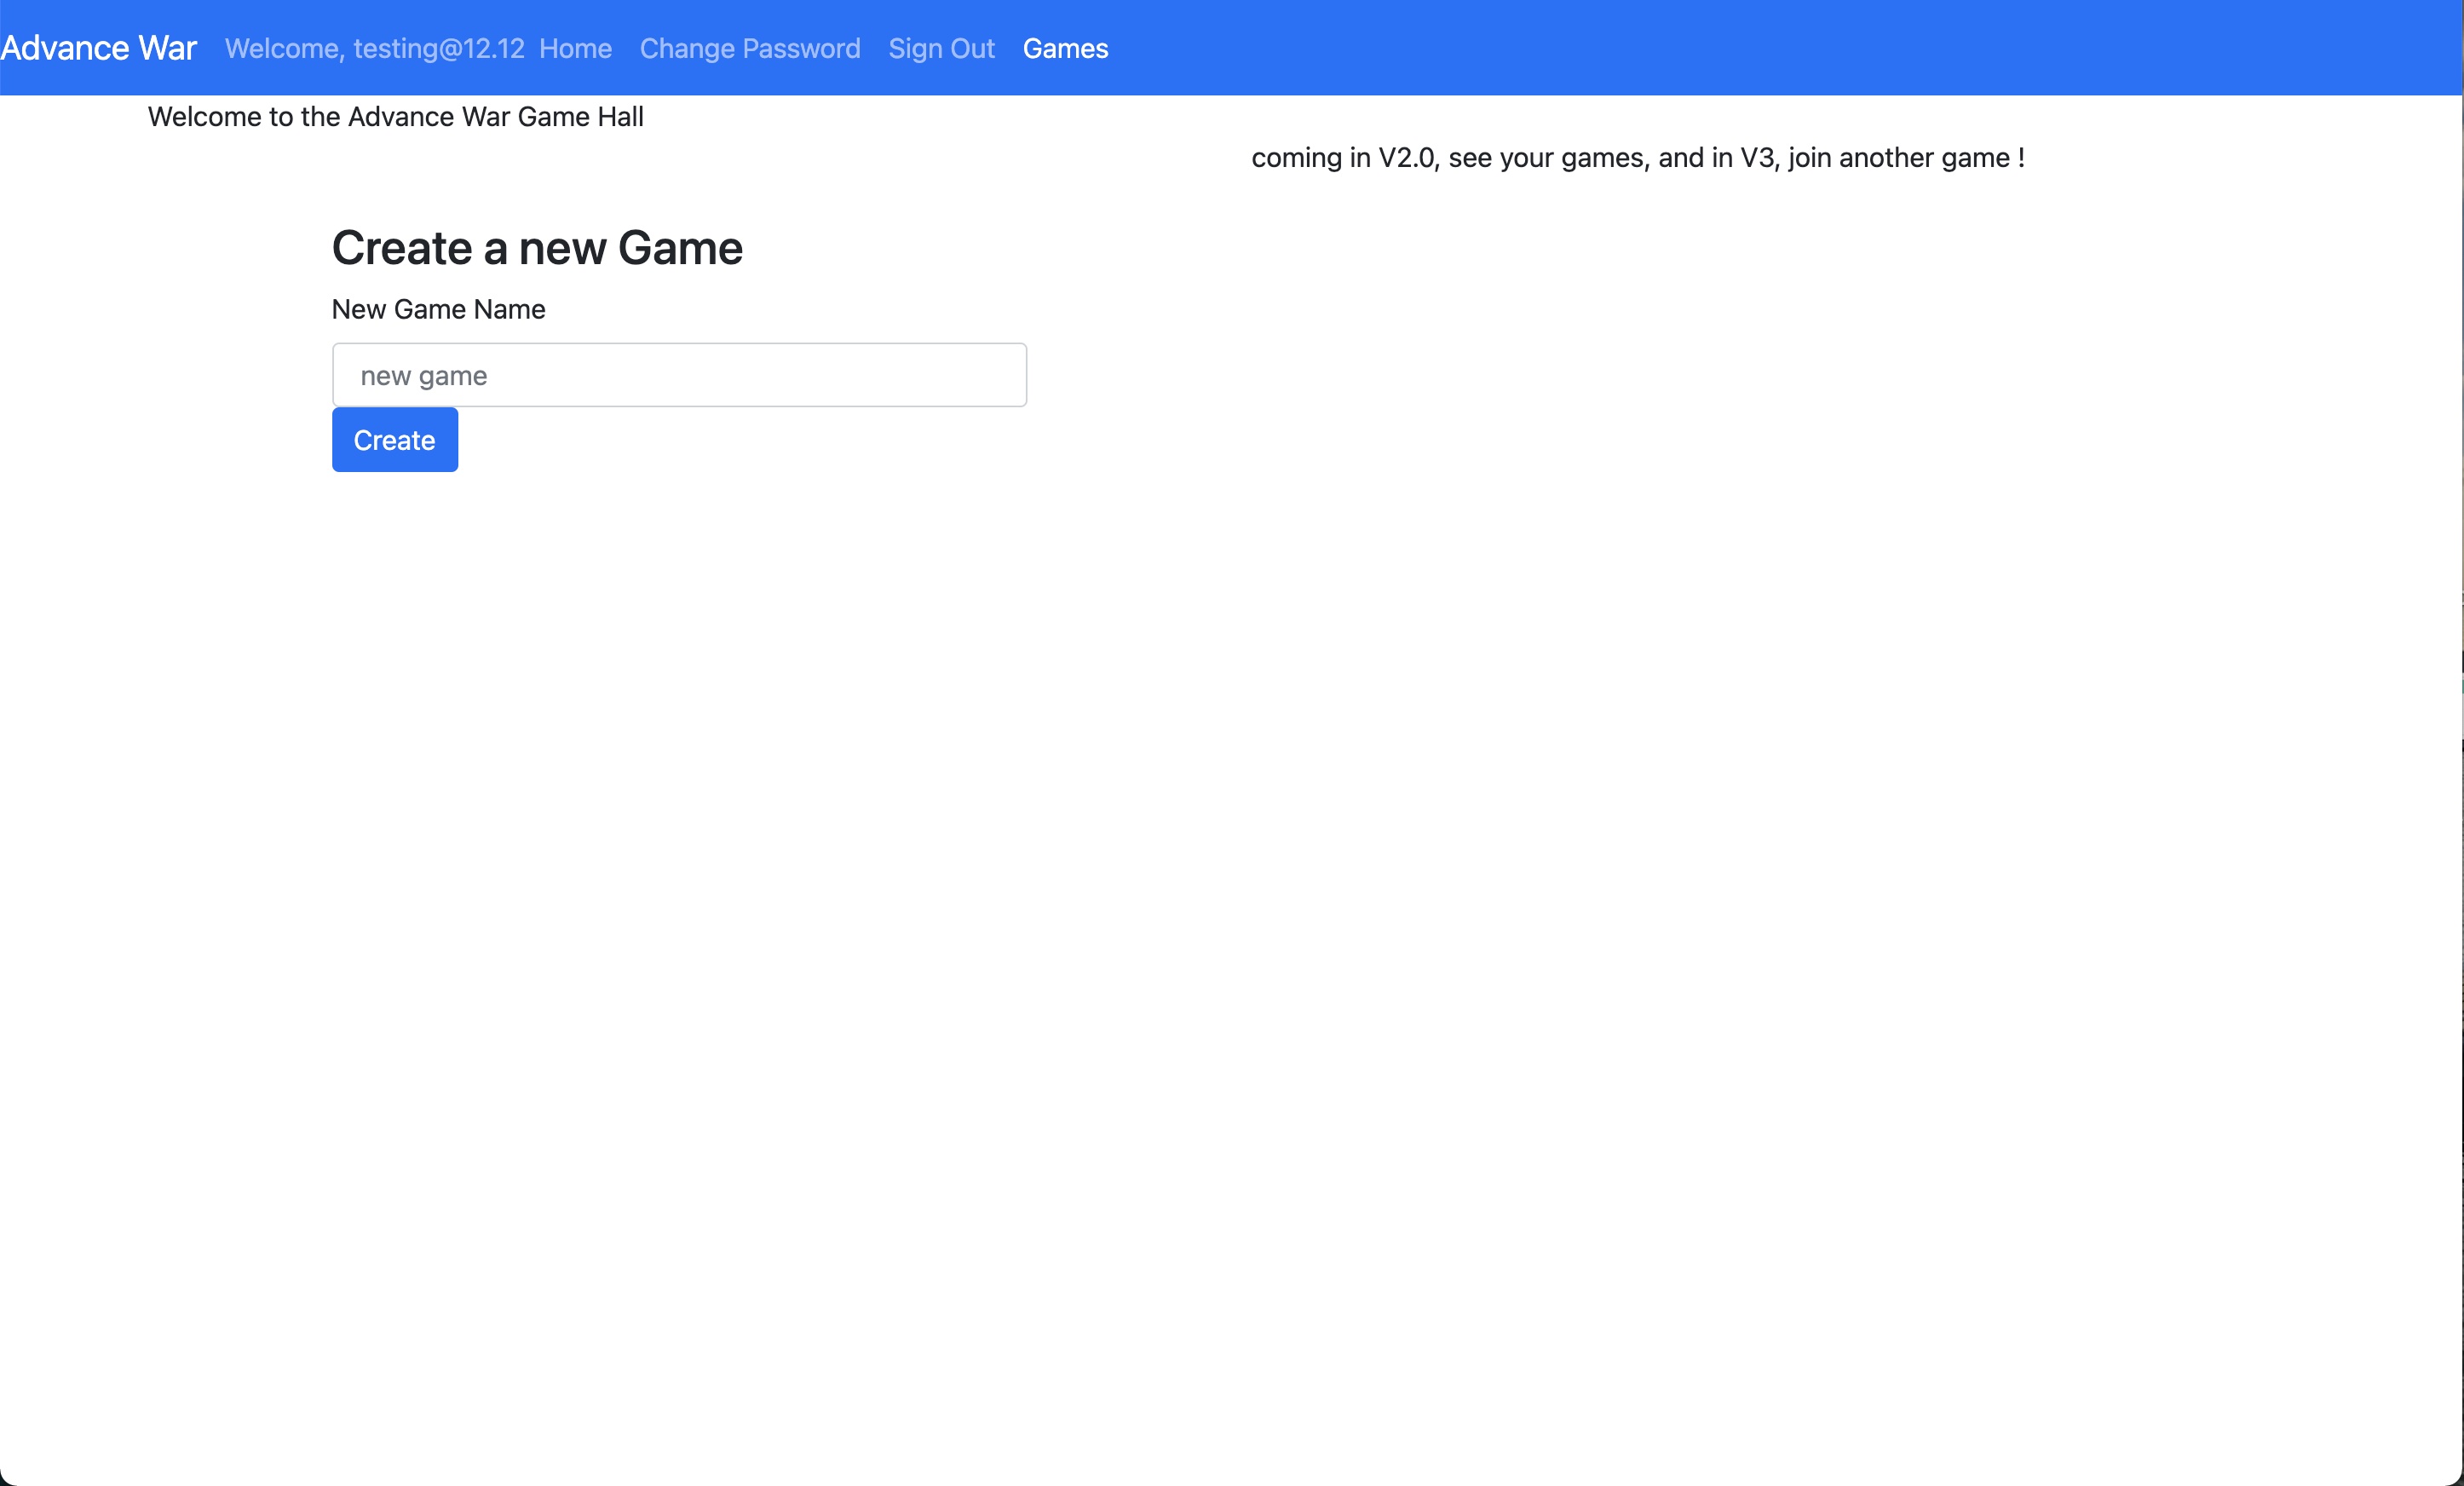 Advance War Welcome, testing@12.12 Home Change Password Sign Out Games
Welcome to the Advance War Game Hall
coming in V2.0, see your games, and in V3, join another game !
Create a new Game
New Game Name
new game
Create